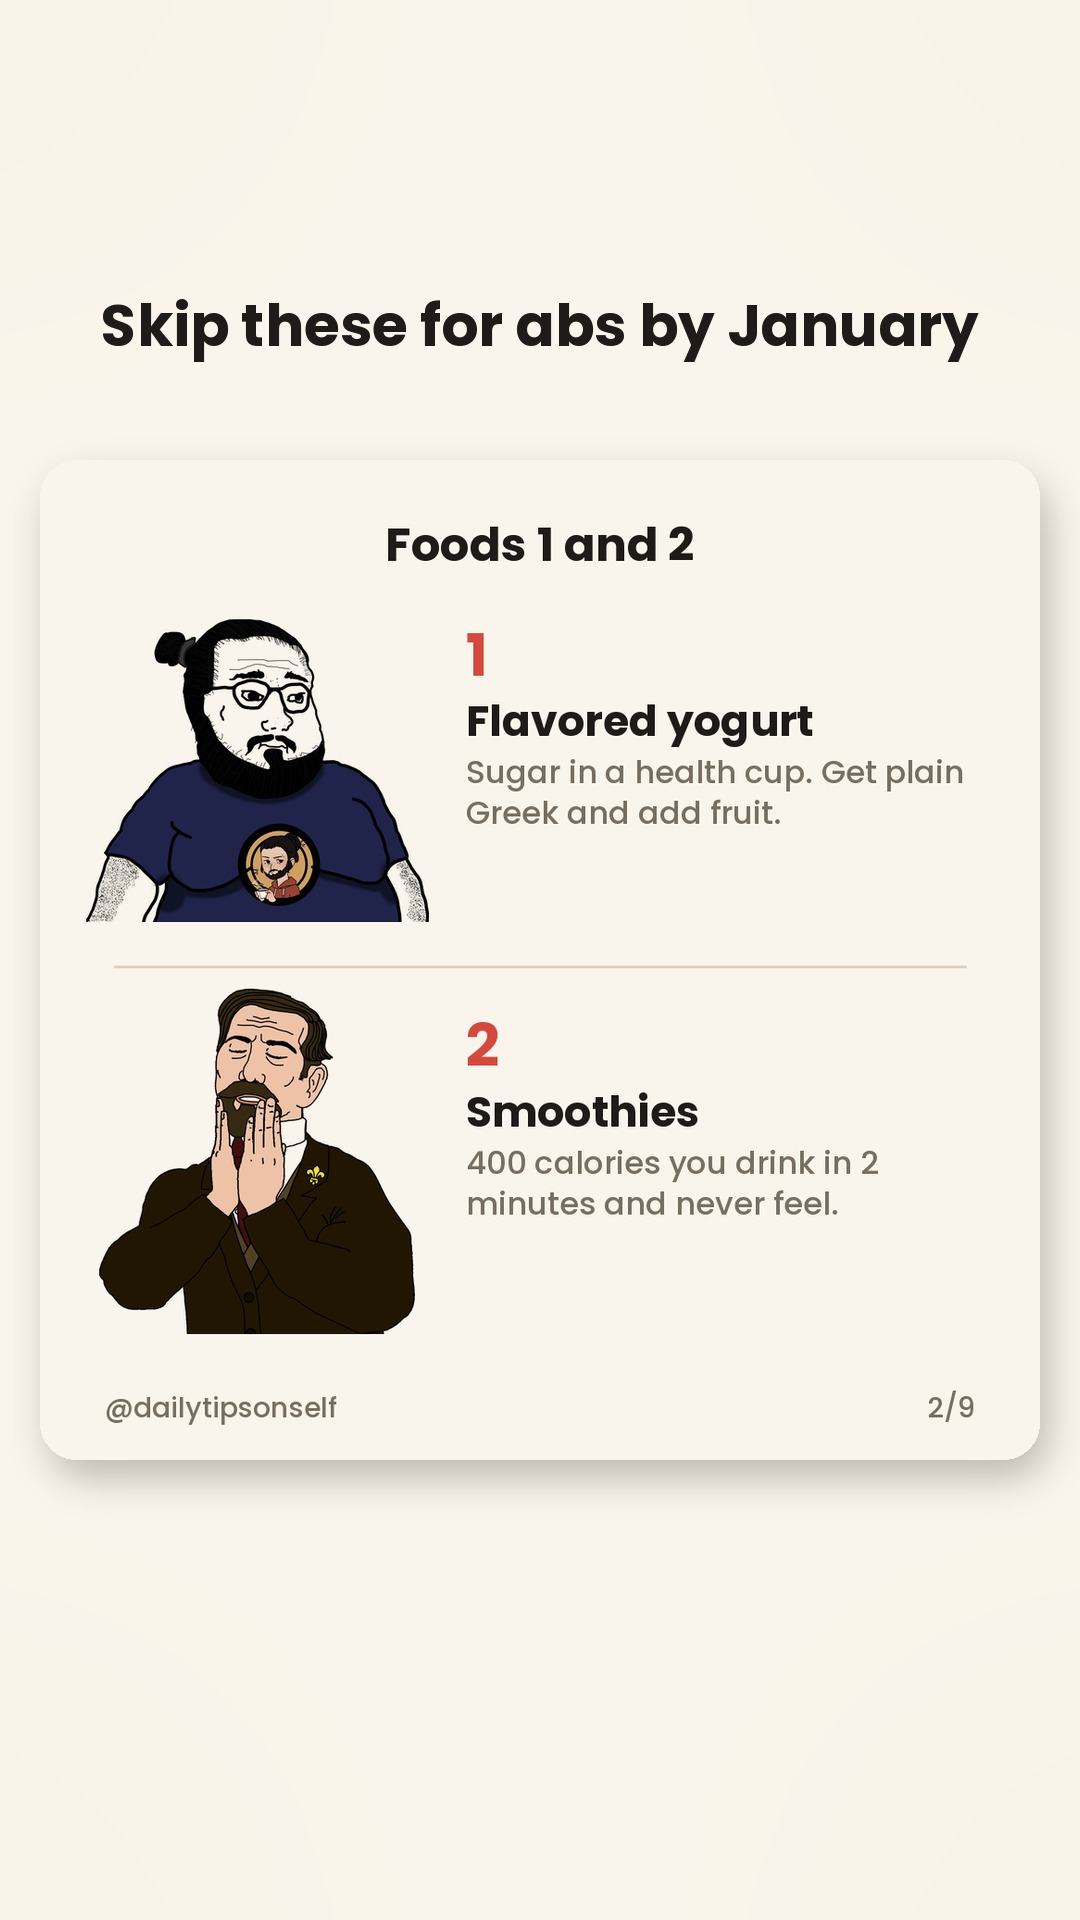 Skip these for abs by January
Foods 1 and 2
1
Flavored yogurt
Sugar in a health cup. Get plain
Greek and add fruit.
2
Smoothies
400 calories you drink in 2
minutes and never feel.
@dailytipsonself
2/9